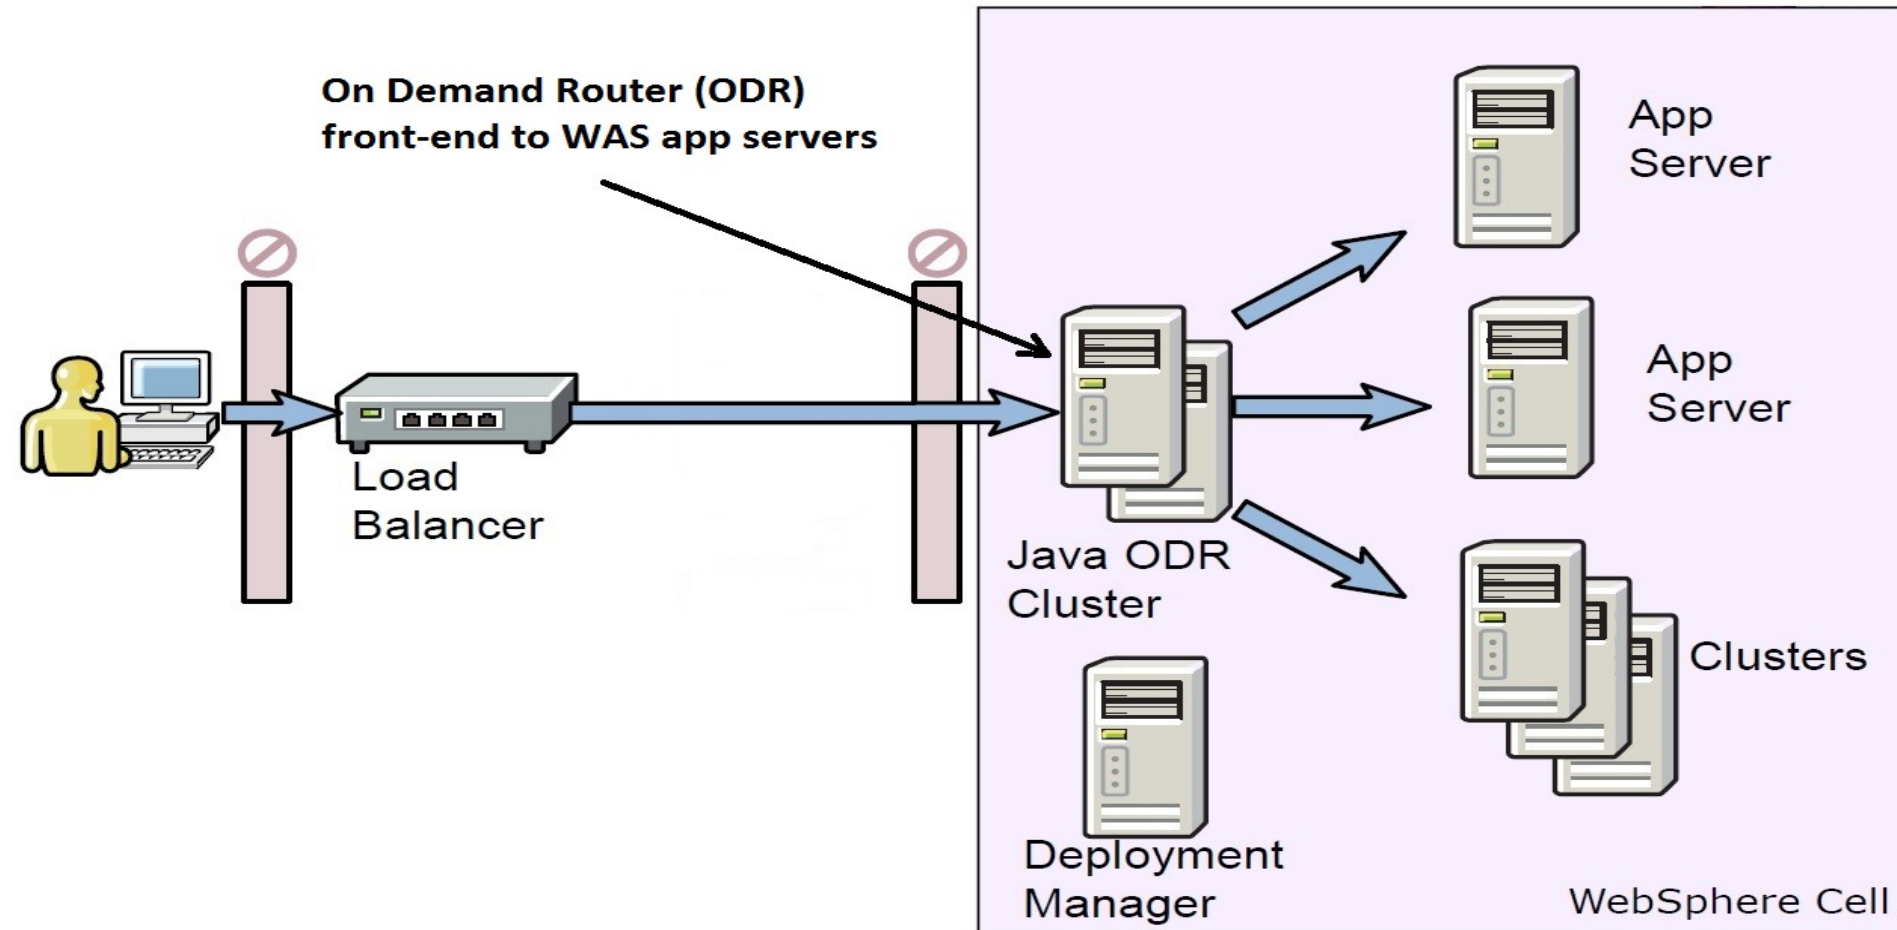 On Demand Router (ODR)
front-end to WAS app servers
App
Server
App
Server
Load
Balancer
Java ODR
Cluster
Clusters
Deployment
Manager
WebSphere Cell